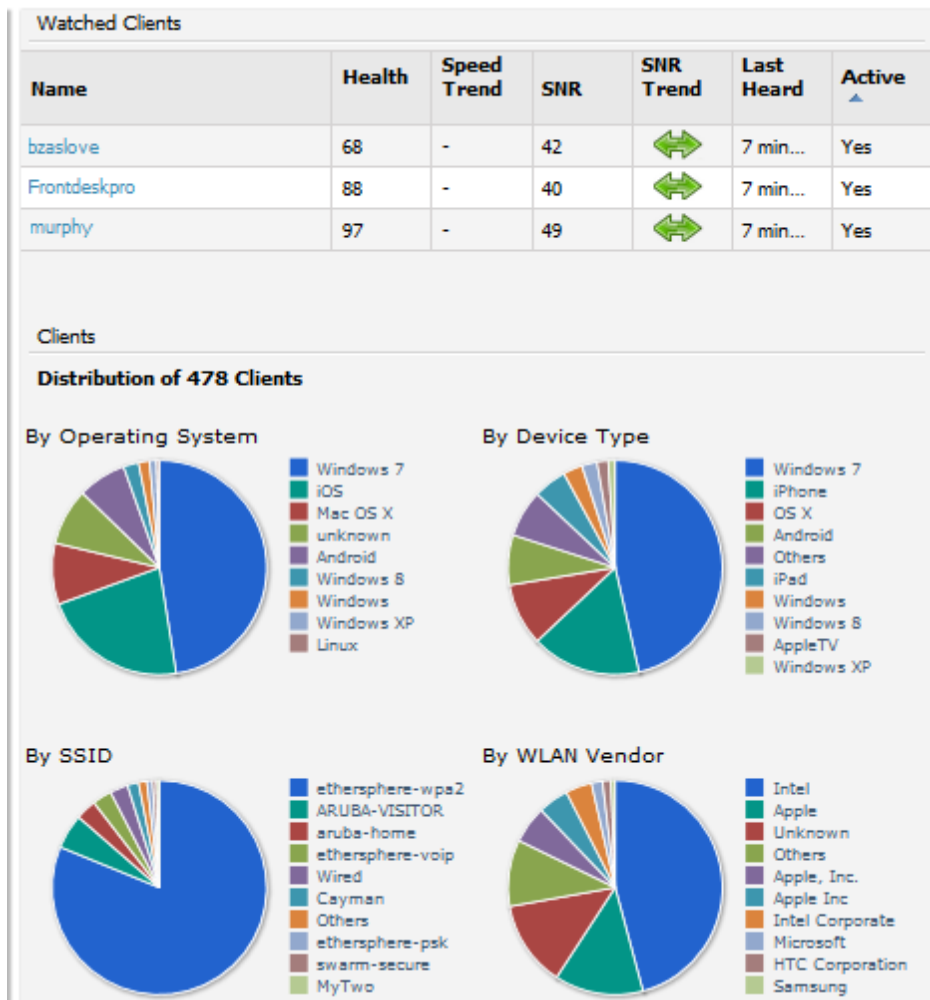 Watched Clients
Name Health Speed Trend SNR SNR Trend Last Heard Active
bzaslove 68 - 42 7 min... Yes
Frontdeskpro 88 - 40 7 min... Yes
murphy 97 - 49 7 min... Yes
Clients
Distribution of 478 Clients
By Operating System
Windows 7
iOS
Mac OS X
unknown
Android
Windows 8
Windows
Windows XP
Linux
By Device Type
Windows 7
iPhone
OS X
Android
Others
iPad
Windows
Windows 8
AppleTV
Windows XP
By SSID
ethersphere-wpa2
ARUBA-VISITOR
aruba-home
ethersphere-voip
Wired
Cayman
Others
ethersphere-psk
swarm-secure
MyTwo
By WLAN Vendor
Intel
Apple
Unknown
Others
Apple, Inc.
Apple Inc
Intel Corporate
Microsoft
HTC Corporation
Samsung